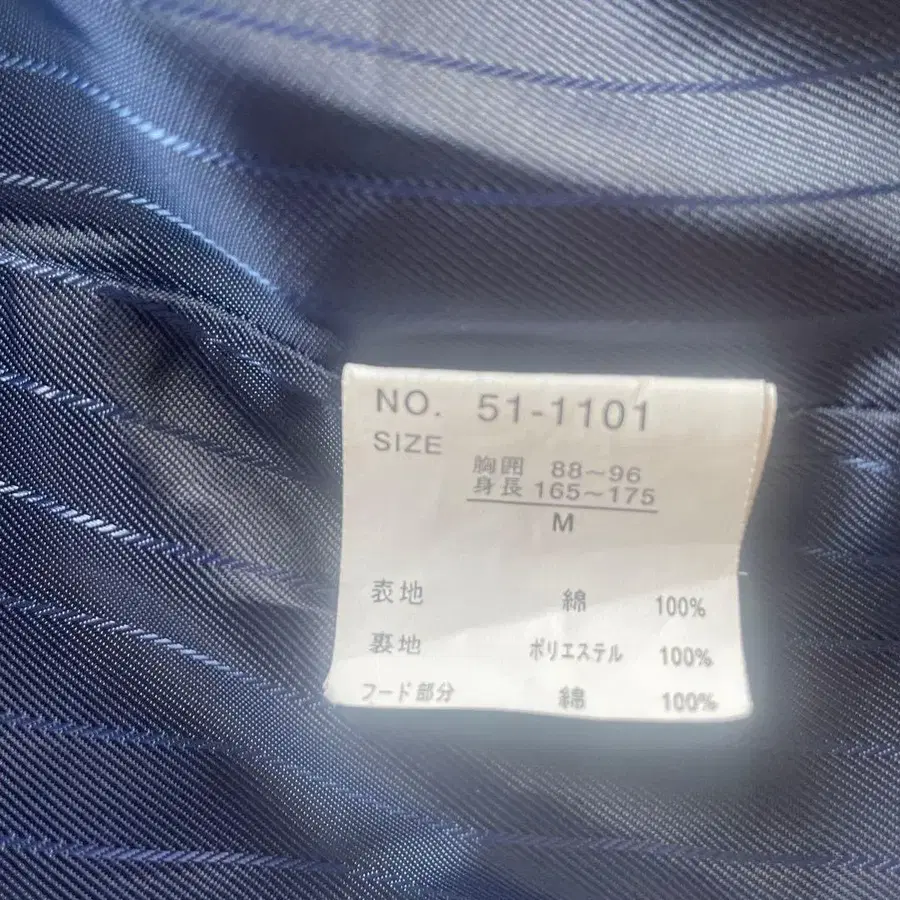 NO. 51-1101
SIZE
胸囲 88～96
身長 165～175
M
表地 綿 100%
裏地 ポリエステル 100%
フード部分 綿 100%